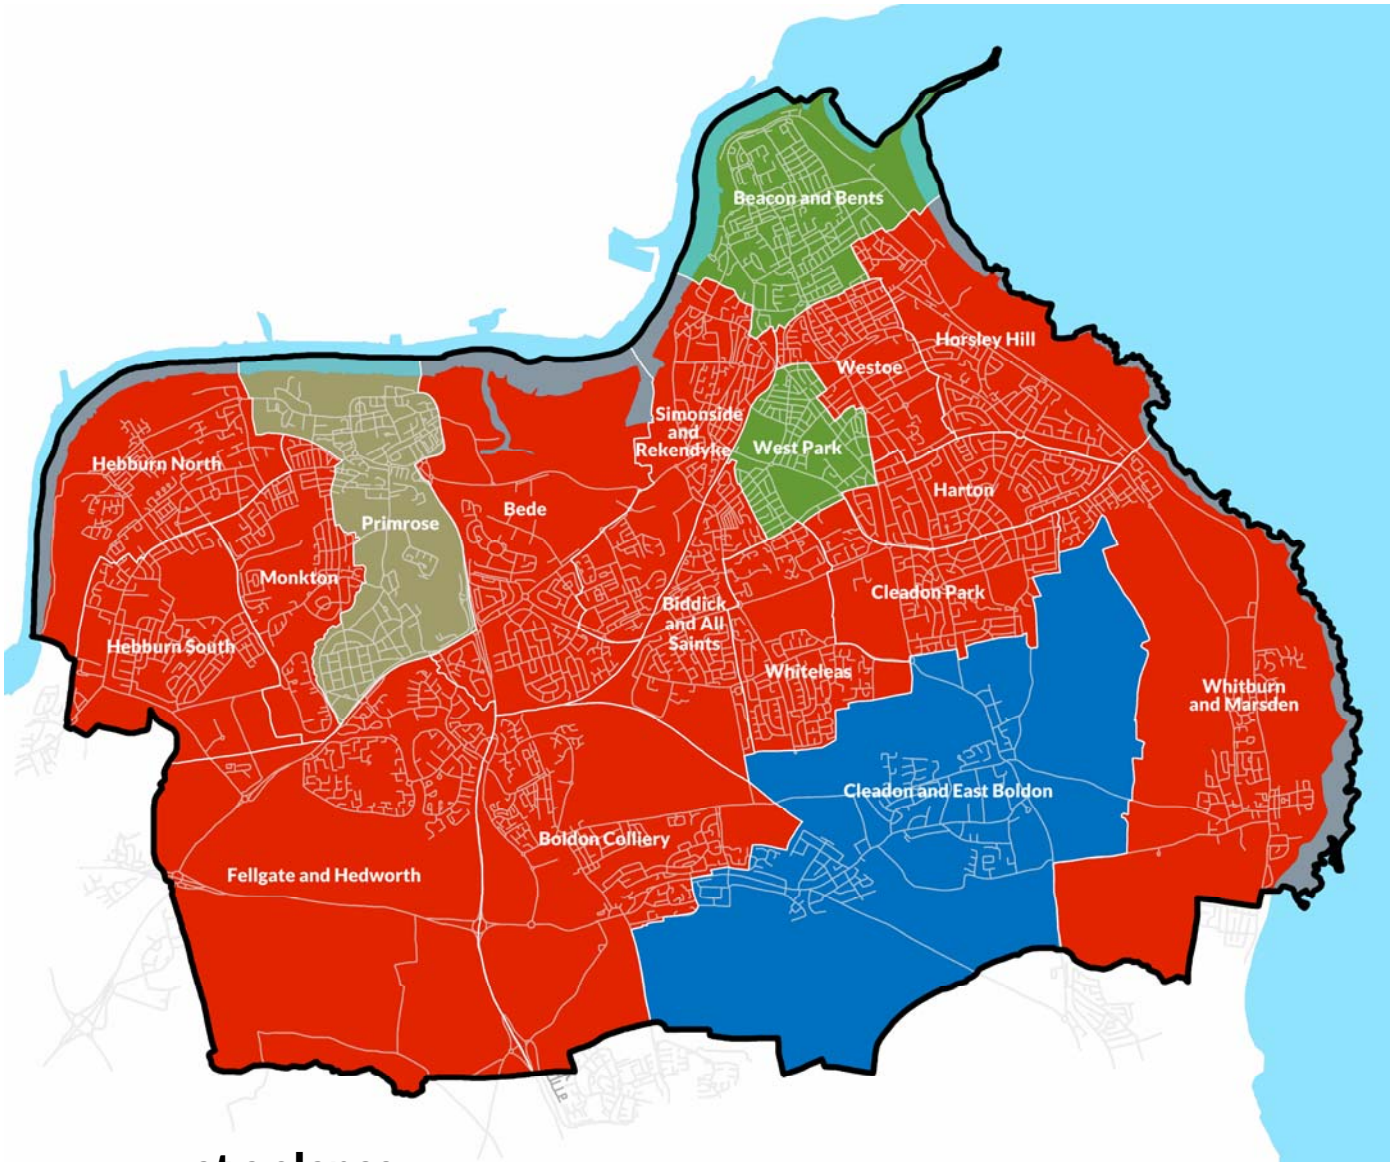 Beacon and Bents
Horsley Hill
Westoe
Simonside
and
Rekendyke
West Park
Hebburn North
Harton
Bede
Primrose
Monkton
Cleadon Park
Biddick
and All
Saints
Hebburn South
Whiteleas
Whitburn
and Marsden
Cleadon and East Boldon
Boldon Colliery
Fellgate and Hedworth